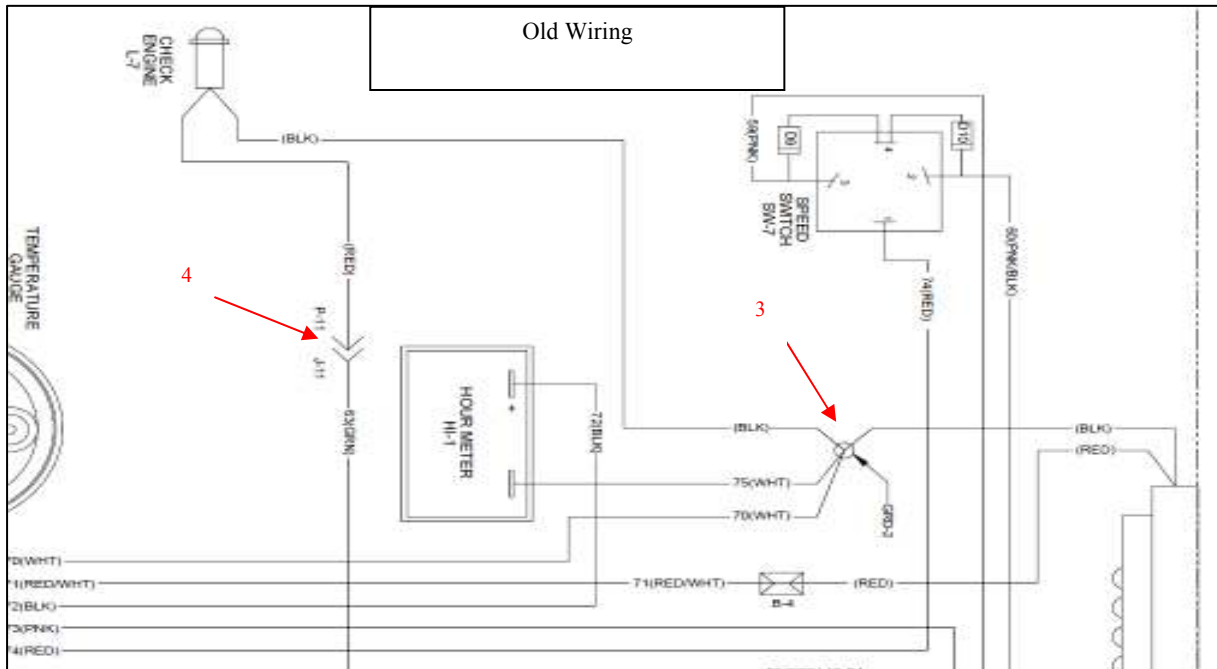 Old Wiring
CHECK
ENGINE
L-7
(BLK)
(RED)
4
P-11
J-11
63(GRN)
TEMPERATURE
GAUGE
HOUR METER
HI-1
+
72(BLK)
59(PNK)
D9
D10
4
SPEED
SWITCH
SW-7
60(PNK/BLK)
74(RED)
3
(BLK)
(BLK)
(RED)
75(WHT)
GRD-2
70(WHT)
70(WHT)
71(RED/WHT)
71(RED/WHT)
B-4
(RED)
72(BLK)
73(PNK)
74(RED)